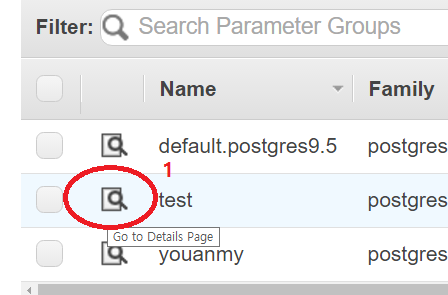 Filter: Search Parameter Groups
Name Family
default.postgres9.5 postgres
1
test postgres
Go to Details Page
youanmy postgres